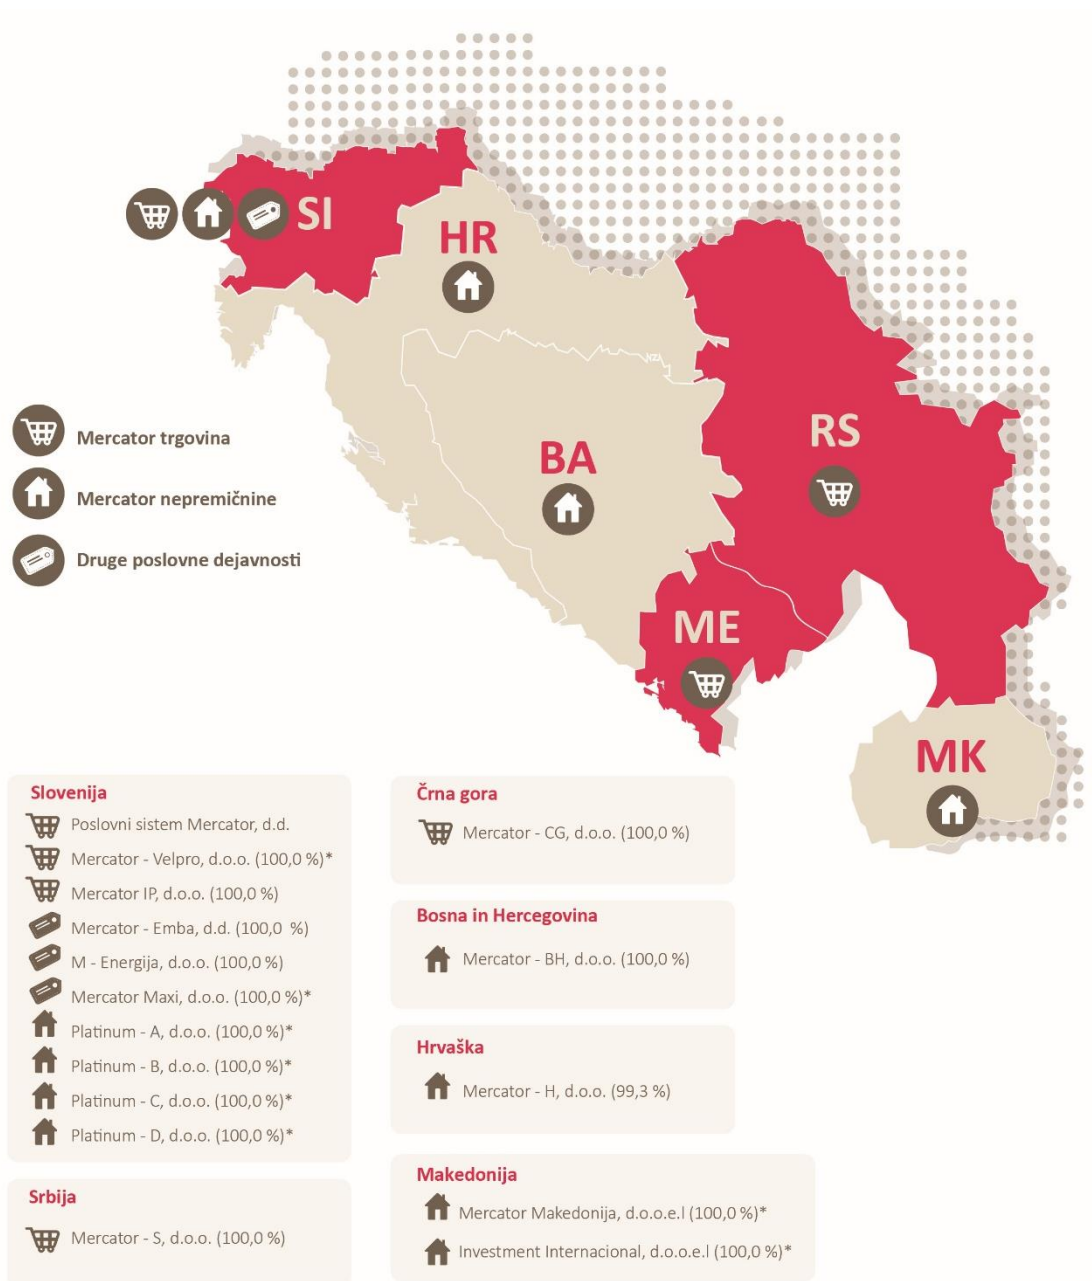 SI
HR
BA
RS
ME
MK
Mercator trgovina
Mercator nepremičnine
Druge poslovne dejavnosti
Slovenija
Poslovni sistem Mercator, d.d.
Mercator - Velpro, d.o.o. (100,0 %)*
Mercator IP, d.o.o. (100,0 %)
Mercator - Emba, d.d. (100,0 %)
M - Energija, d.o.o. (100,0 %)
Mercator Maxi, d.o.o. (100,0 %)*
Platinum - A, d.o.o. (100,0 %)*
Platinum - B, d.o.o. (100,0 %)*
Platinum - C, d.o.o. (100,0 %)*
Platinum - D, d.o.o. (100,0 %)*
Srbija
Mercator - S, d.o.o. (100,0 %)
Črna gora
Mercator - CG, d.o.o. (100,0 %)
Bosna in Hercegovina
Mercator - BH, d.o.o. (100,0 %)
Hrvaška
Mercator - H, d.o.o. (99,3 %)
Makedonija
Mercator Makedonija, d.o.o.e.l (100,0 %)*
Investment Internacional, d.o.o.e.l (100,0 %)*